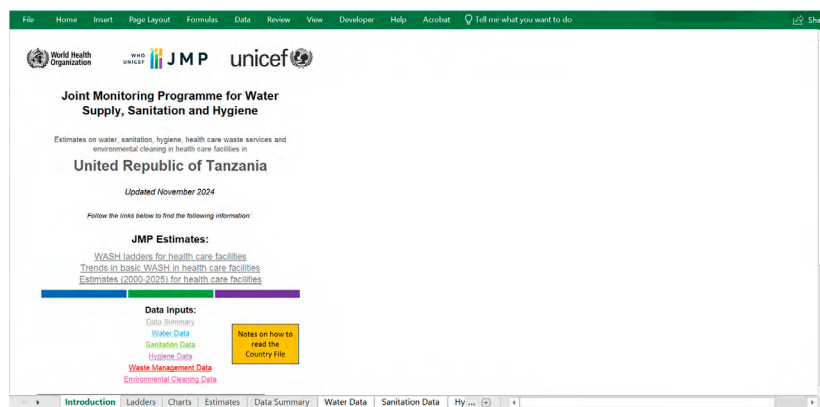 File Home Insert Page Layout Formulas Data Review View Developer Help Acrobat Tell me what you want to do Sha
World Health
Organization
WHO
UNICEF
JMP
unicef
Joint Monitoring Programme for Water
Supply, Sanitation and Hygiene
Estimates on water, sanitation, hygiene, health care waste services and
environmental cleaning in health care facilities in
United Republic of Tanzania
Updated November 2024
Follow the links below to find the following information:
JMP Estimates:
WASH ladders for health care facilities
Trends in basic WASH in health care facilities
Estimates (2000-2025) for health care facilities
Data inputs:
Data Summary
Water Data
Sanitation Data
Hygiene Data
Waste Management Data
Environmental Cleaning Data
Notes on how to
read the
Country File
Introduction Ladders Charts Estimates Data Summary Water Data Sanitation Data Hy ...